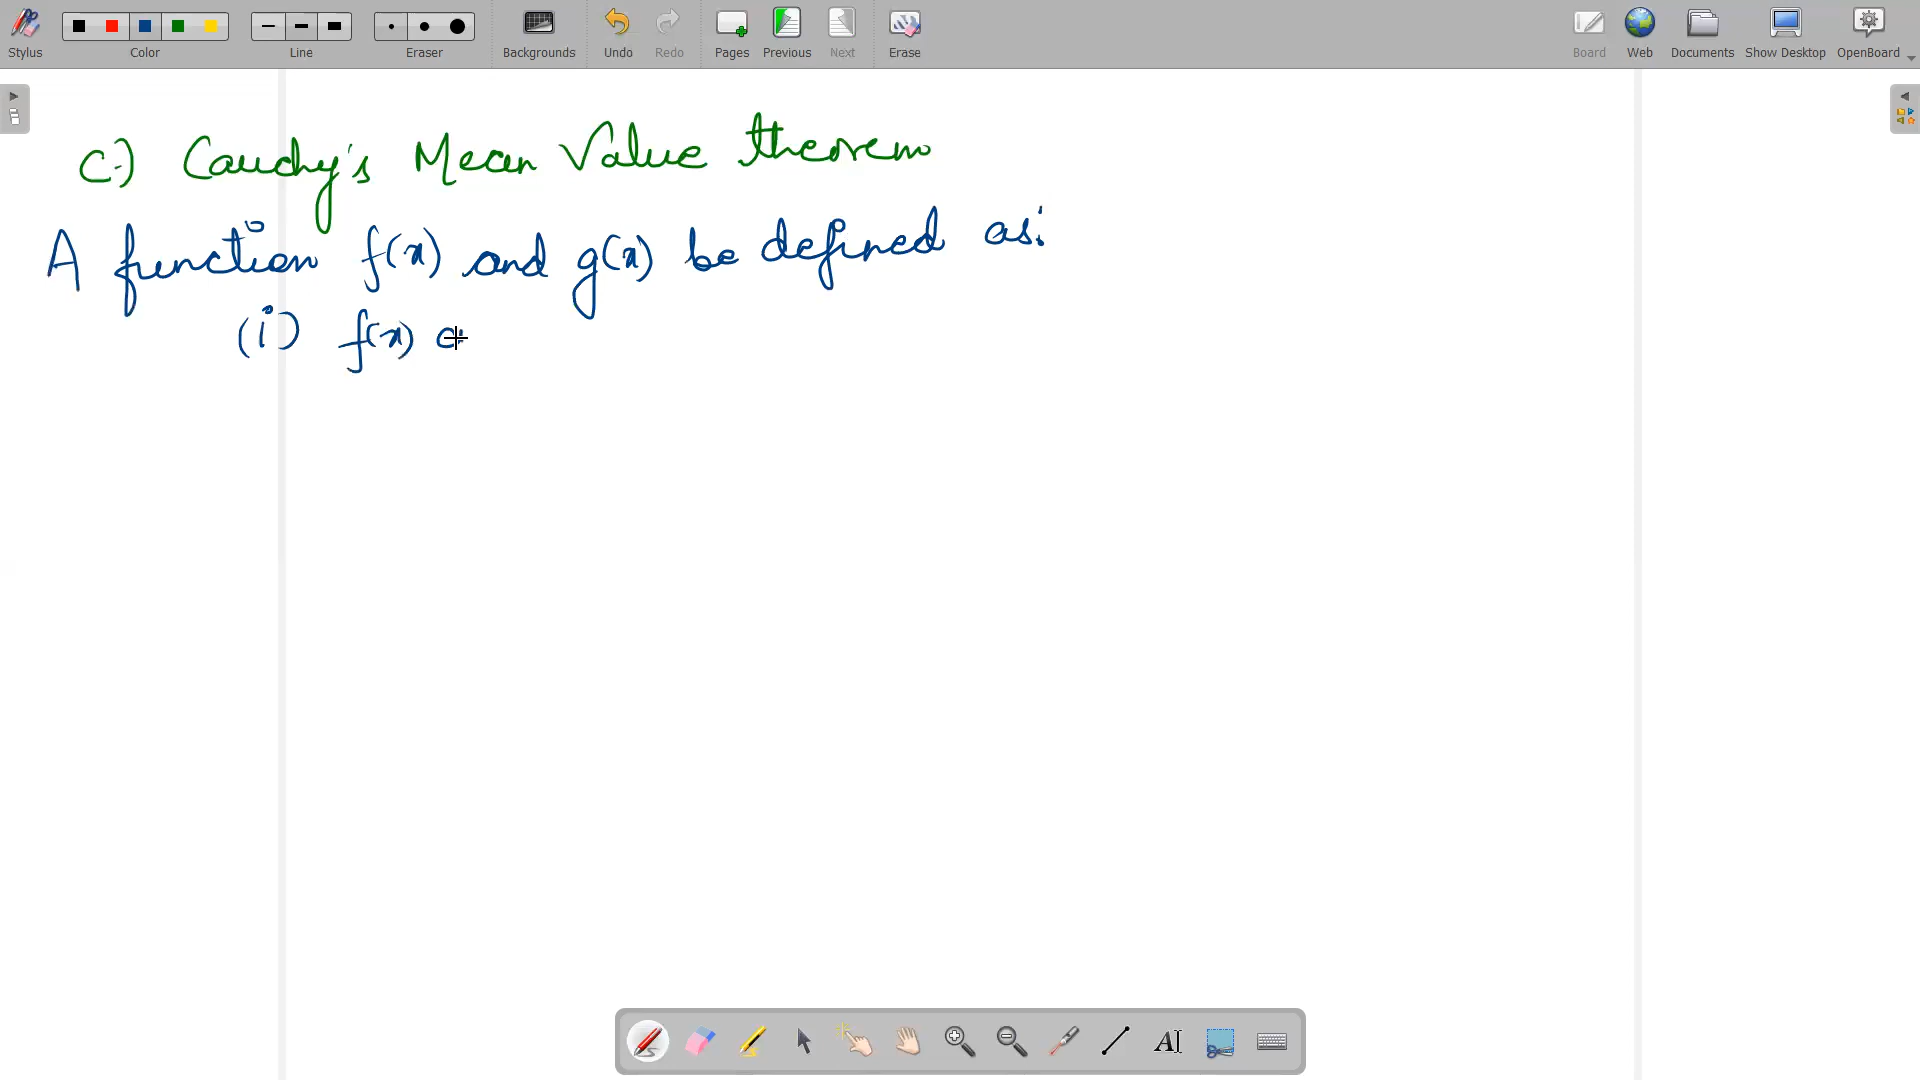 Stylus Color Line Eraser Backgrounds Undo Redo Pages Previous Next Erase Board Web Documents Show Desktop OpenBoard
C:) Cauchy's Mean Value theorem
A function f(x) and g(x) be defined as:
(i) f(x)